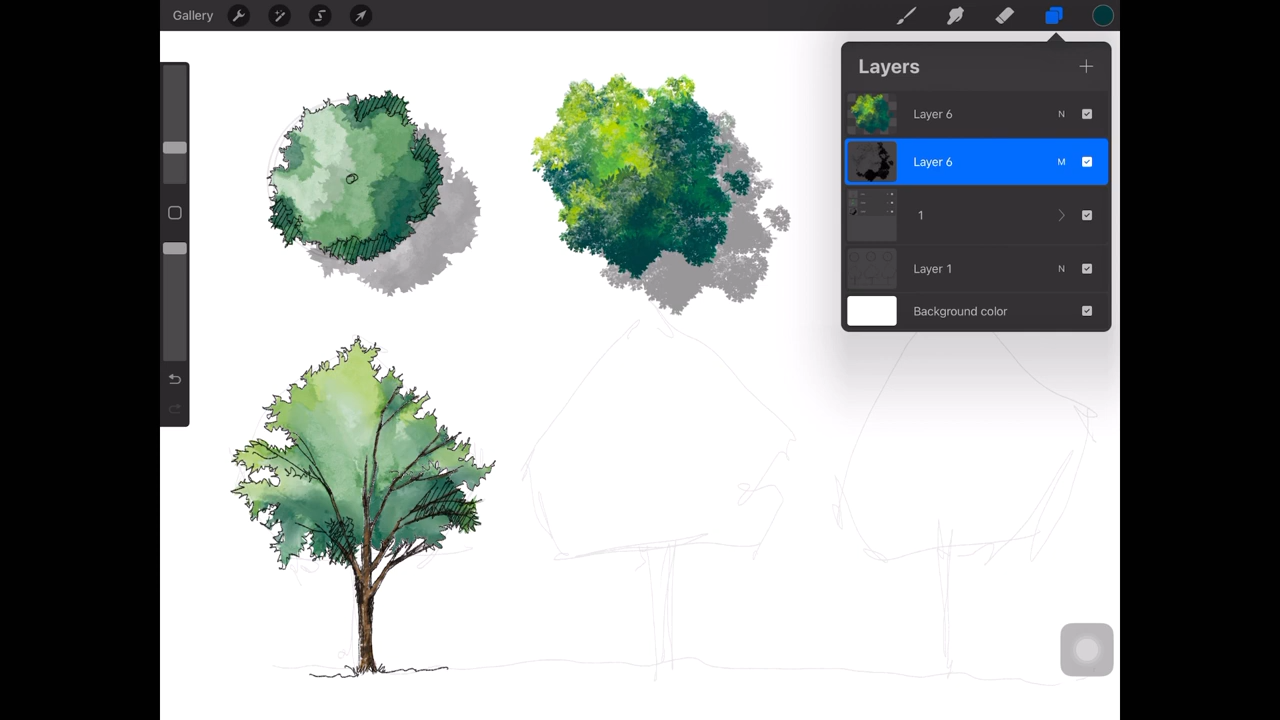 Gallery
Layers
Layer 6 N
Layer 6 M
1
Layer 1 N
Background color